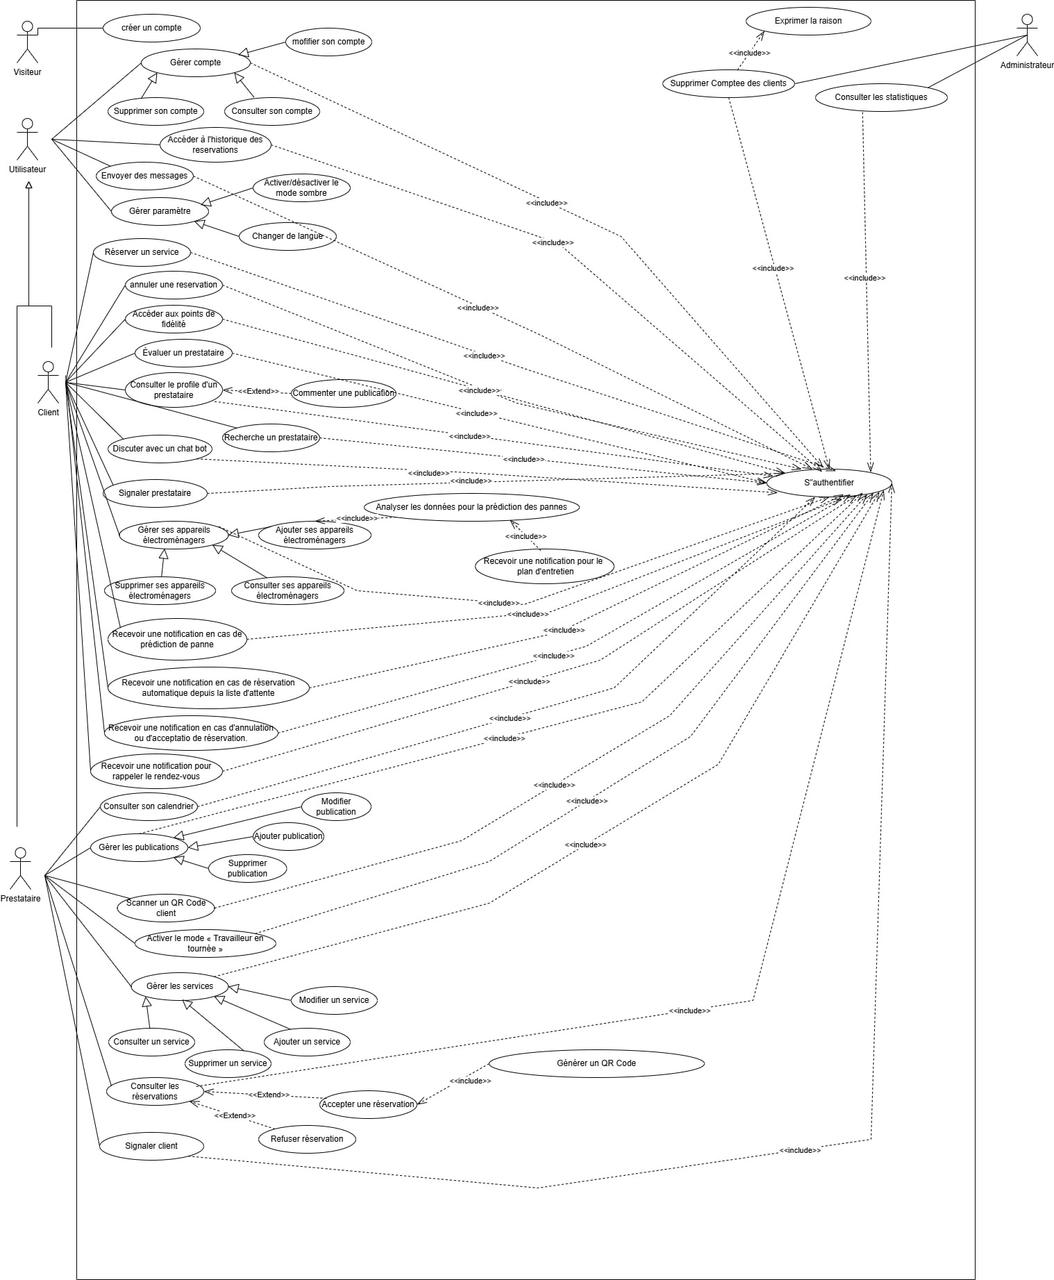 Exprimer la raison
créer un compte
mofifier son compte
<<include>>
Visiteur
Gérer compte
Administrateur
Supprimer Comptee des clients
Consulter les statistiques
Supprimer son compte
Consulter son compte
Accéder à l'historique des
reservations
Utilisateur
Envoyer des messages
Activer/désactiver le
mode sombre
<<include>>
Gérer paramètre
Changer de langue
<<include>>
Réserver un service
<<include>>
<<include>>
annuler une reservation
<<include>>
Accéder aux points de
fidélité
Évaluer un prestataire
<<include>>
Consulter le profile d'un
prestataire
<<Extend>>
Commenter une publication
<<include>>
Client
<<include>>
Recherche un prestataire
<<include>>
Discuter avec un chat bot
<<include>>
<<include>>
<<include>>
S"authentifier
Signaler prestataire
Analyser les données pour la prédiction des pannes
<<include>>
Gérer ses appareils
électroménagers
Ajouter ses appareils
électroménagers
<<include>>
Recevoir une notification pour le
plan d'entretien
Supprimer ses appareils
électroménagers
Consulter ses appareils
électroménagers
<<include>>
<<include>>
Recevoir une notification en cas de
prédiction de panne
<<include>>
<<include>>
Recevoir une notification en cas de réservation
automatique depuis la liste d'attente
<<include>>
<<include>>
Recevoir une notification en cas d'annulation
ou d'acceptatio de réservation.
<<include>>
Recevoir une notification pour
rappeler le rendez-vous
<<include>>
Consulter son calendrier
Modifier
publication
<<include>>
Ajouter publication
Gérer les publications
<<include>>
Supprimer
publication
Prestataire
Scanner un QR Code
client
Activer le mode « Travailleur en
tournée »
Gérer les services
Modifier un service
<<include>>
Consulter un service
Ajouter un service
Supprimer un service
Générer un QR Code
<<include>>
Consulter les
réservations
<<Extend>>
Accepter une réservation
<<Extend>>
Refuser réservation
Signaler client
<<include>>